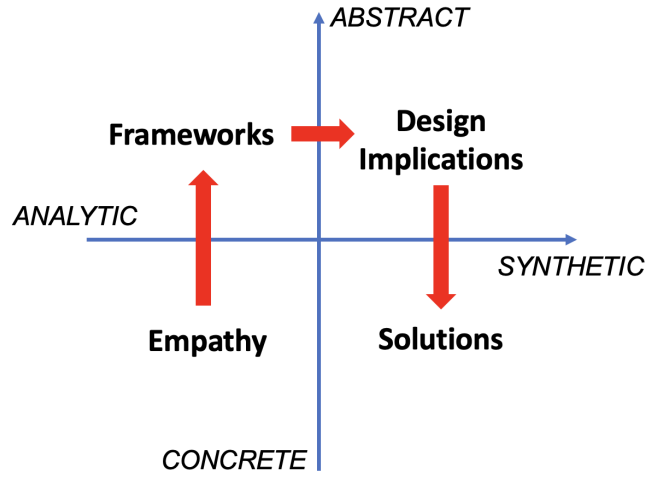 ABSTRACT
Frameworks
Design
Implications
ANALYTIC
SYNTHETIC
Empathy
Solutions
CONCRETE